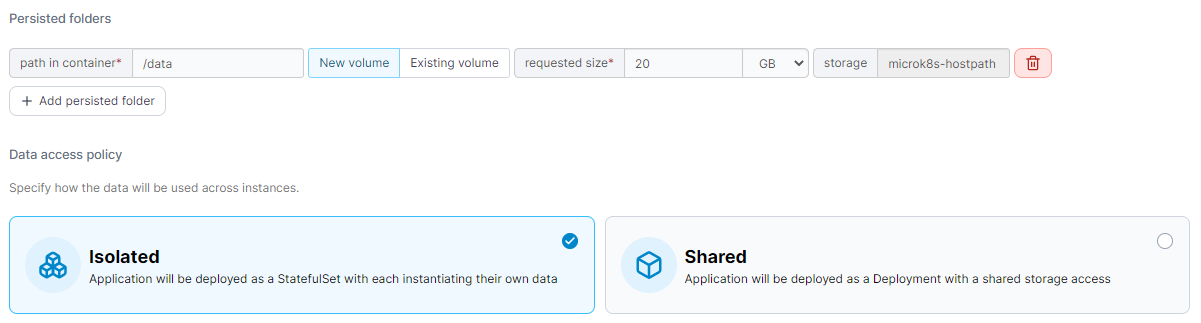 Persisted folders
path in container* /data New volume Existing volume requested size* 20 GB storage microk8s-hostpath
+ Add persisted folder
Data access policy
Specify how the data will be used across instances.
Isolated
Application will be deployed as a StatefulSet with each instantiating their own data
Shared
Application will be deployed as a Deployment with a shared storage access